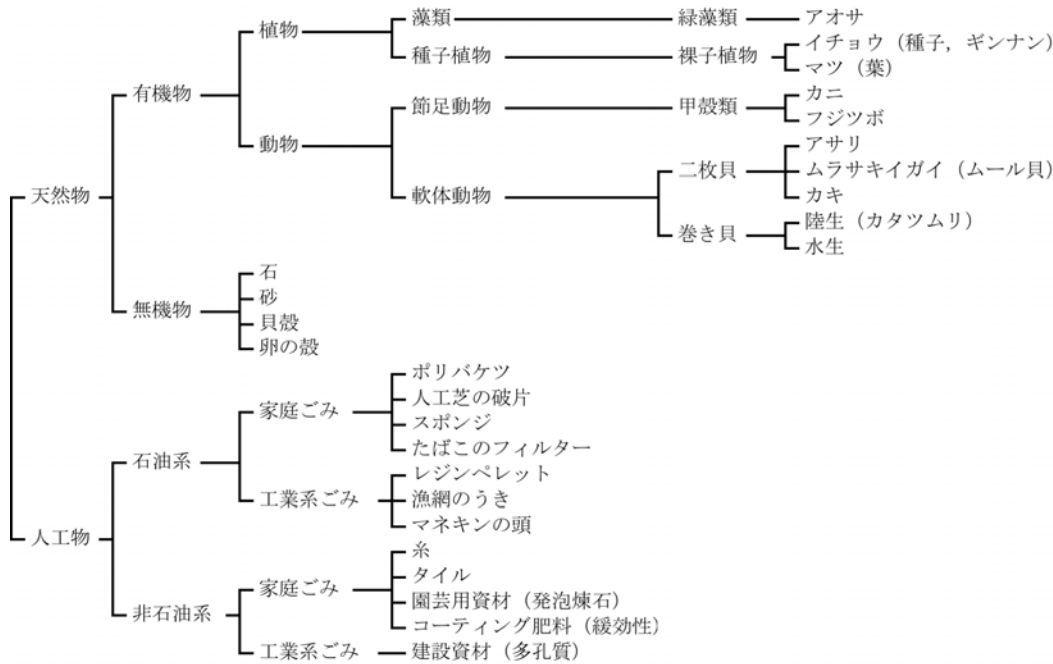 植物
藻類
緑藻類
アオサ
種子植物
裸子植物
イチョウ（種子，ギンナン）
マツ（葉）
有機物
動物
節足動物
甲殻類
カニ
フジツボ
軟体動物
二枚貝
アサリ
ムラサキイガイ（ムール貝）
カキ
巻き貝
陸生（カタツムリ）
水生
天然物
無機物
石
砂
貝殻
卵の殻
石油系
家庭ごみ
ポリバケツ
人工芝の破片
スポンジ
たばこのフィルター
工業系ごみ
レジンペレット
漁網のうき
マネキンの頭
人工物
非石油系
家庭ごみ
糸
タイル
園芸用資材（発泡煉石）
コーティング肥料（緩効性）
工業系ごみ
建設資材（多孔質）